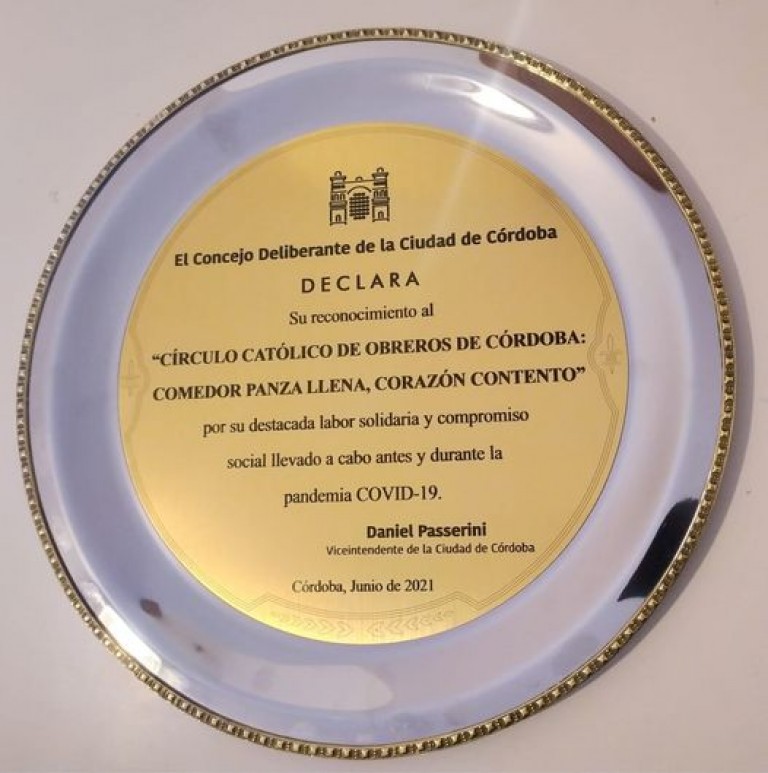 El Concejo Deliberante de la Ciudad de Córdoba
DECLARA
Su reconocimiento al
“CÍRCULO CATÓLICO DE OBREROS DE CÓRDOBA:
COMEDOR PANZA LLENA, CORAZÓN CONTENTO”
por su destacada labor solidaria y compromiso
social llevado a cabo antes y durante la
pandemia COVID-19.
Daniel Passerini
Viceintendente de la Ciudad de Córdoba
Córdoba, Junio de 2021